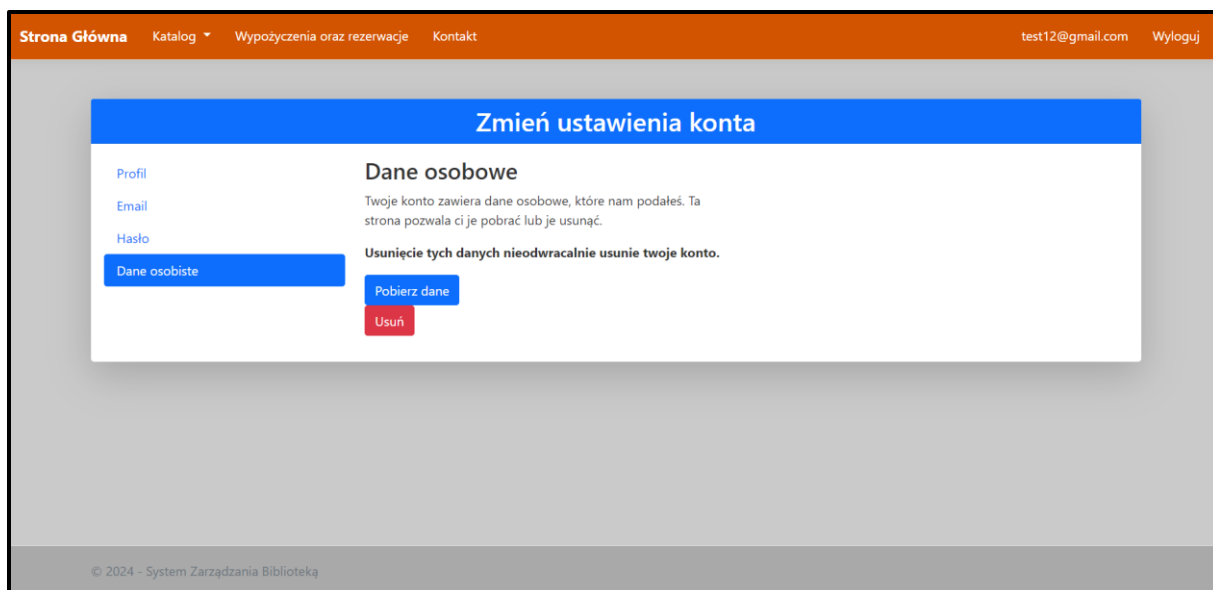 Strona Główna Katalog Wypożyczenia oraz rezerwacje Kontakt test12@gmail.com Wyloguj
Zmień ustawienia konta
Profil
Email
Hasło
Dane osobiste
Dane osobowe
Twoje konto zawiera dane osobowe, które nam podałeś. Ta
strona pozwala ci je pobrać lub je usunąć.
Usunięcie tych danych nieodwracalnie usunie twoje konto.
Pobierz dane
Usuń
© 2024 - System Zarządzania Biblioteką